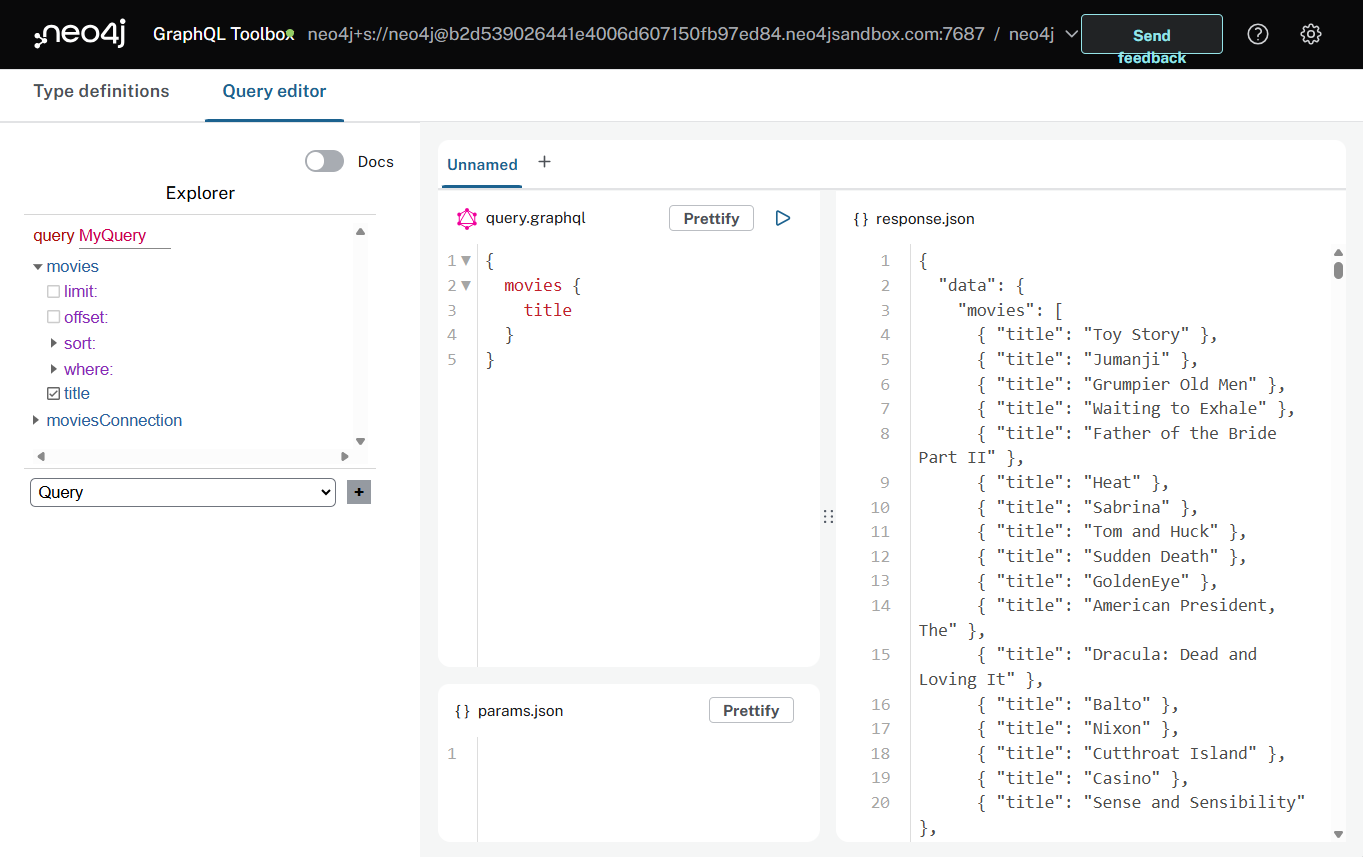 neo4j GraphQL Toolbox neo4j+s://neo4j@b2d539026441e4006d607150fb97ed84.neo4jsandbox.com:7687 / neo4j Send feedback
Type definitions Query editor
Docs
Explorer
query MyQuery
movies
limit:
offset:
sort:
where:
title
moviesConnection
Query +
Unnamed +
query.graphql Prettify
1 {
2 movies {
3 title
4 }
5 }
{} params.json Prettify
1
{} response.json
1 {
2 "data": {
3 "movies": [
4 { "title": "Toy Story" },
5 { "title": "Jumanji" },
6 { "title": "Grumpier Old Men" },
7 { "title": "Waiting to Exhale" },
8 { "title": "Father of the Bride
Part II" },
9 { "title": "Heat" },
10 { "title": "Sabrina" },
11 { "title": "Tom and Huck" },
12 { "title": "Sudden Death" },
13 { "title": "GoldenEye" },
14 { "title": "American President,
The" },
15 { "title": "Dracula: Dead and
Loving It" },
16 { "title": "Balto" },
17 { "title": "Nixon" },
18 { "title": "Cutthroat Island" },
19 { "title": "Casino" },
20 { "title": "Sense and Sensibility"
},